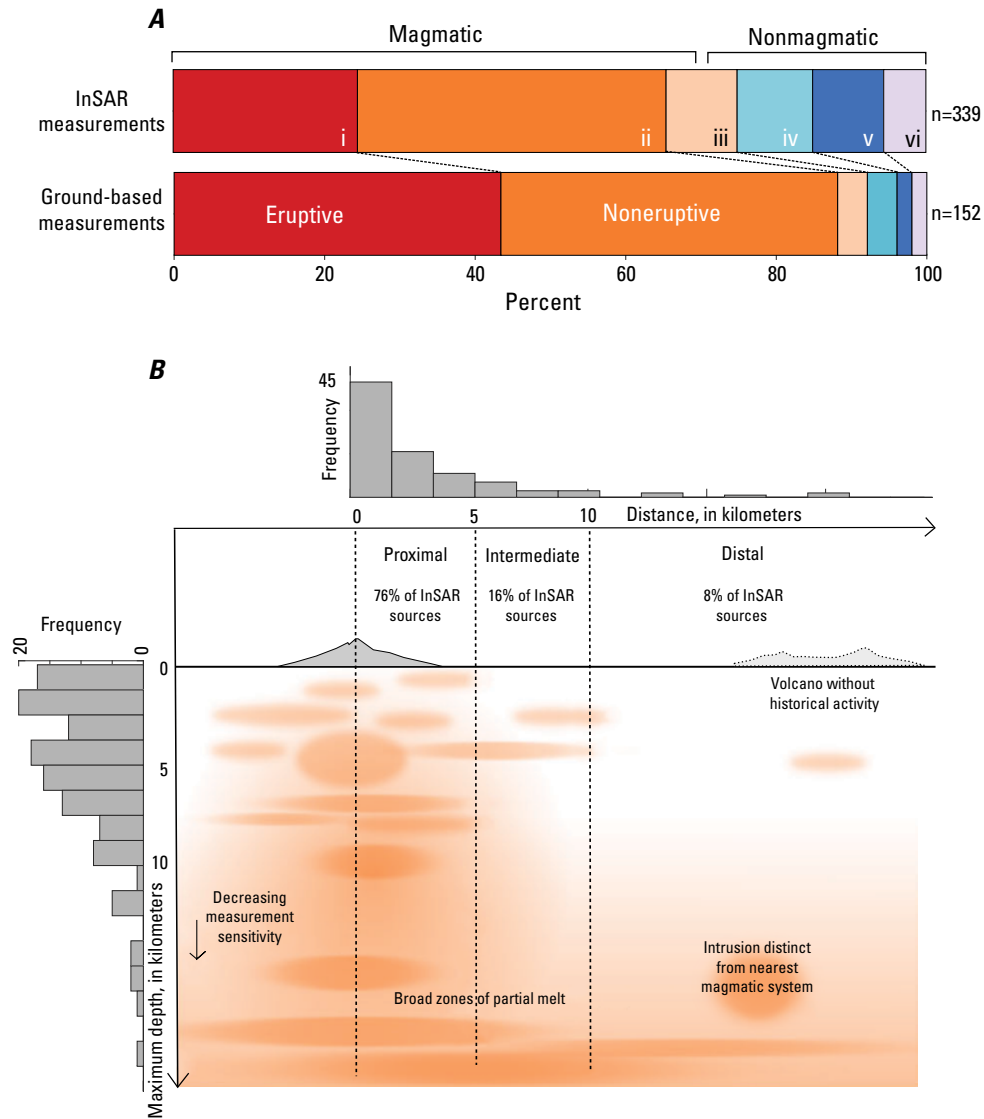 A
Magmatic
Nonmagmatic
InSAR
measurements
i
ii
iii
iv
v
vi
n=339
Ground-based
measurements
Eruptive
Noneruptive
n=152
0
20
40
60
80
100
Percent
B
45
Frequency
0
5
10
Distance, in kilometers
Proximal
Intermediate
Distal
76% of InSAR
sources
16% of InSAR
sources
8% of InSAR
sources
Frequency
20
0
0
Volcano without
historical activity
5
10
Maximum depth, in kilometers
Decreasing
measurement
sensitivity
Intrusion distinct
from nearest
magmatic system
Broad zones of partial melt